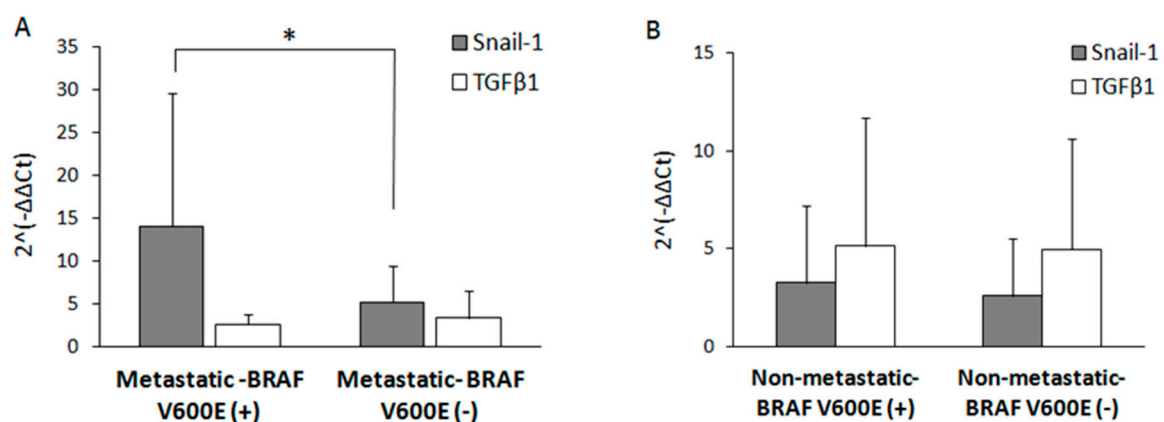 A
*
Snail-1
TGFβ1
35
30
25
20
15
10
5
0
2^(-ΔΔCt)
Metastatic -BRAF
V600E (+)
Metastatic- BRAF
V600E (-)
B
Snail-1
TGFβ1
15
10
5
0
2^(-ΔΔCt)
Non-metastatic-
BRAF V600E (+)
Non-metastatic-
BRAF V600E (-)